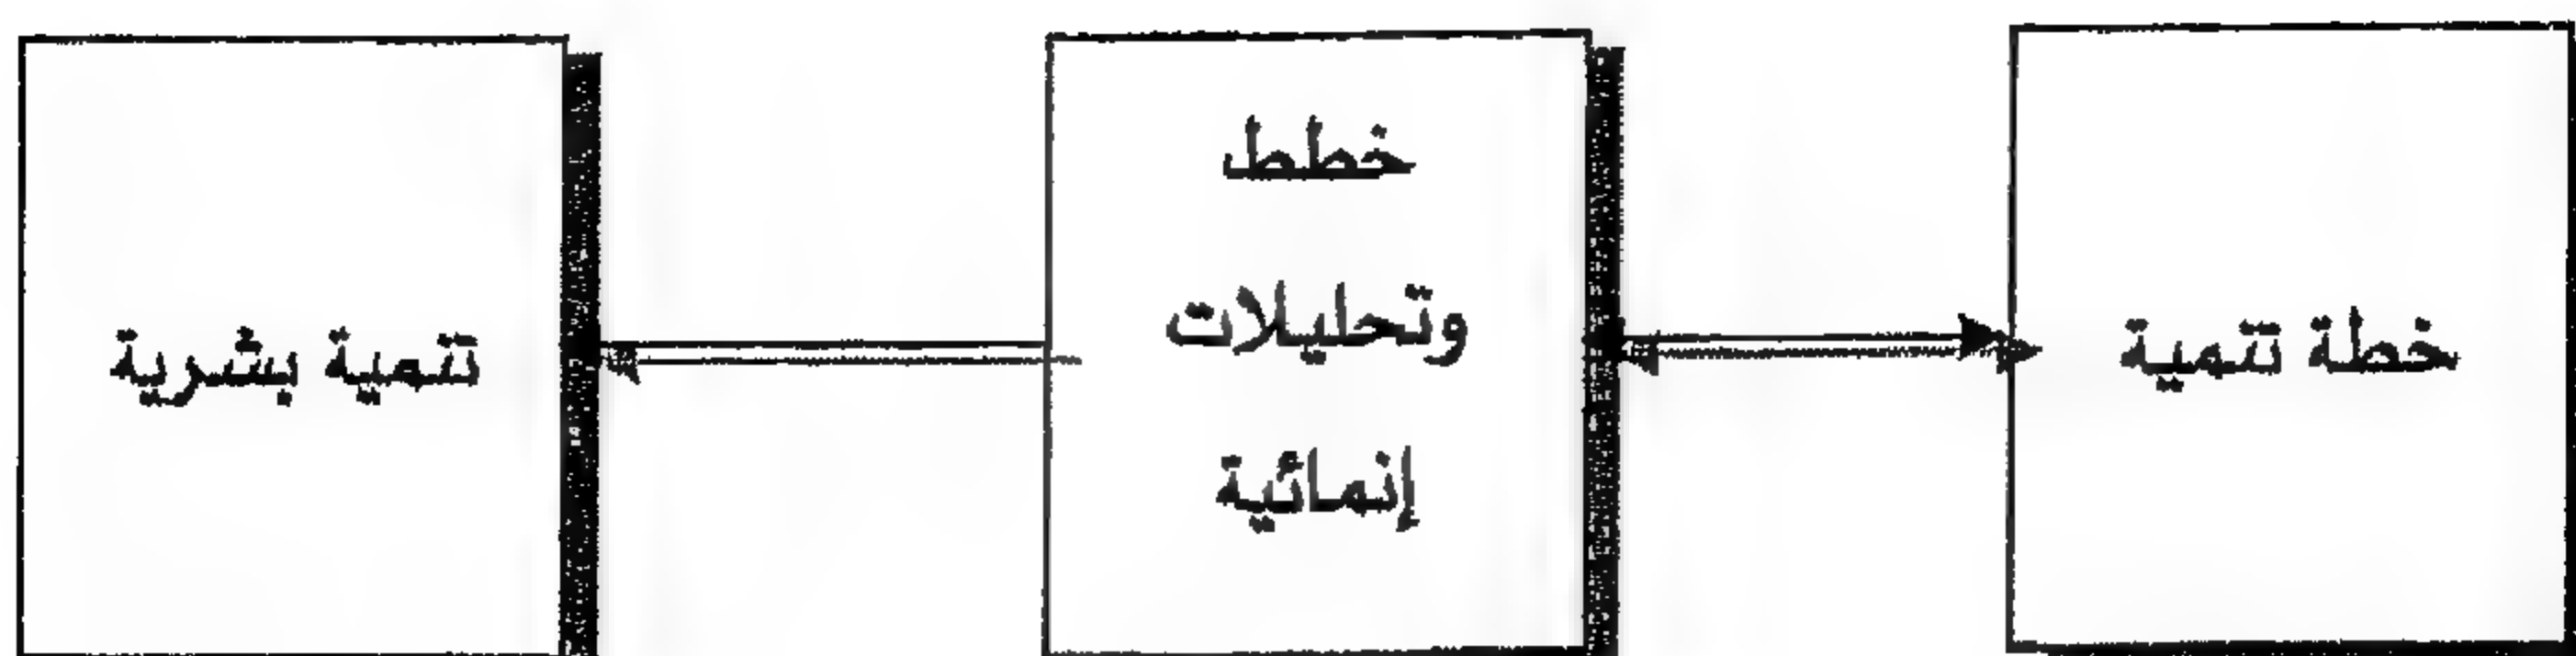 خطة تنمية
خطط
وتحليلات
إنمائية
تنمية بشرية